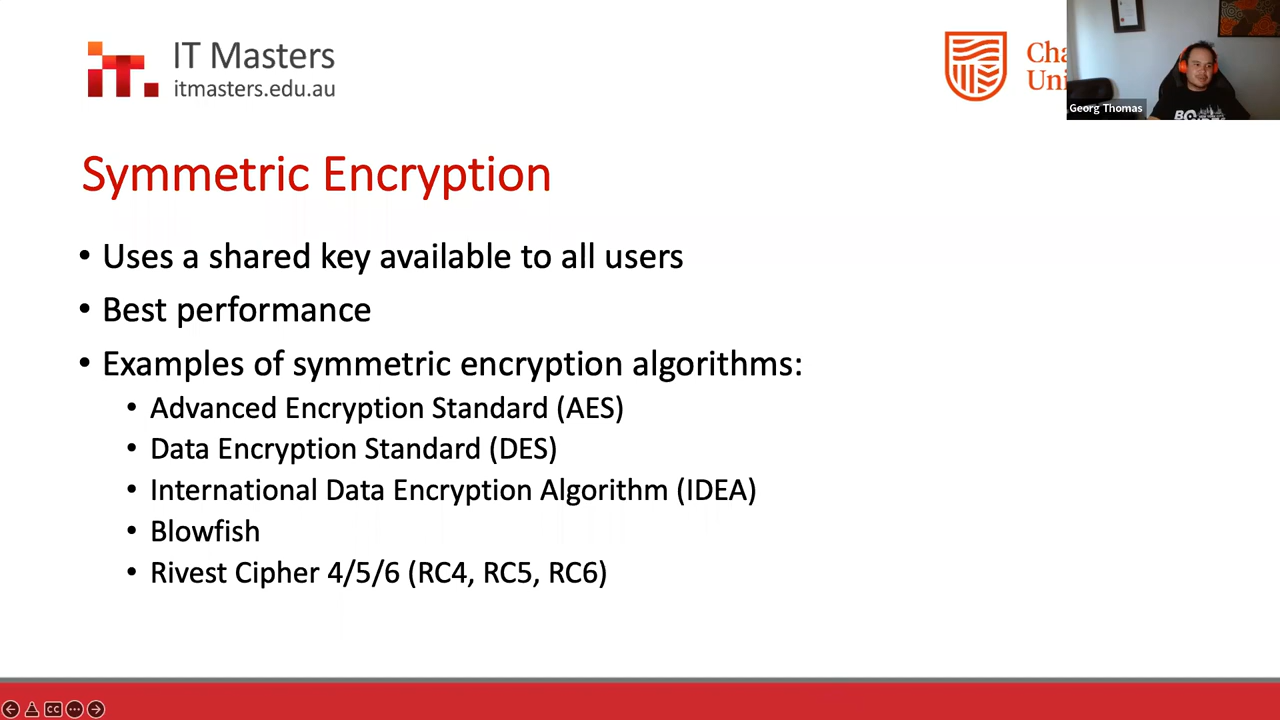 IT Masters
itmasters.edu.au
Georg Thomas
Symmetric Encryption
• Uses a shared key available to all users
• Best performance
• Examples of symmetric encryption algorithms:
• Advanced Encryption Standard (AES)
• Data Encryption Standard (DES)
• International Data Encryption Algorithm (IDEA)
• Blowfish
• Rivest Cipher 4/5/6 (RC4, RC5, RC6)